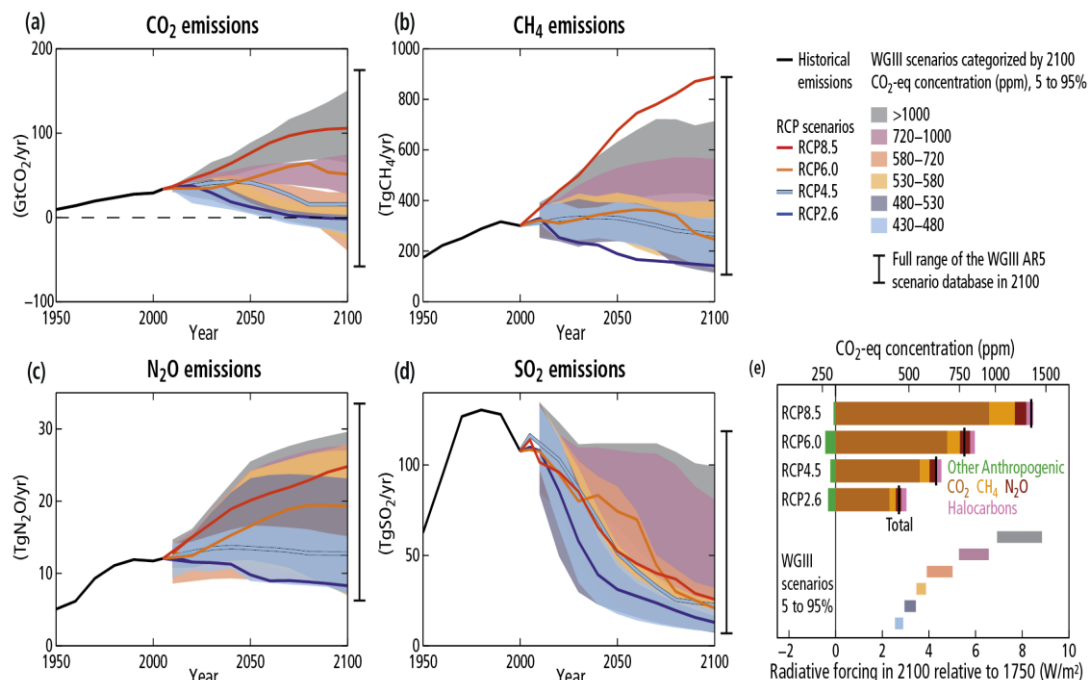 (a) CO2 emissions
200
100
0
−100
(GtCO2/yr)
1950 2000 2050 2100
Year
(b) CH4 emissions
1000
800
600
400
200
0
(TgCH4/yr)
1950 2000 2050 2100
Year
Historical emissions
RCP scenarios
RCP8.5
RCP6.0
RCP4.5
RCP2.6
WGIII scenarios categorized by 2100
CO2-eq concentration (ppm), 5 to 95%
>1000
720–1000
580–720
530–580
480–530
430–480
Full range of the WGIII AR5
scenario database in 2100
(c) N2O emissions
30
20
10
0
(TgN2O/yr)
1950 2000 2050 2100
Year
(d) SO2 emissions
100
50
0
(TgSO2/yr)
1950 2000 2050 2100
Year
CO2-eq concentration (ppm)
(e) 250 500 750 1000 1500
RCP8.5
RCP6.0
RCP4.5
RCP2.6
Other Anthropogenic
CO2 CH4 N2O
Halocarbons
Total
WGIII
scenarios
5 to 95%
−2 0 2 4 6 8 10
Radiative forcing in 2100 relative to 1750 (W/m²)